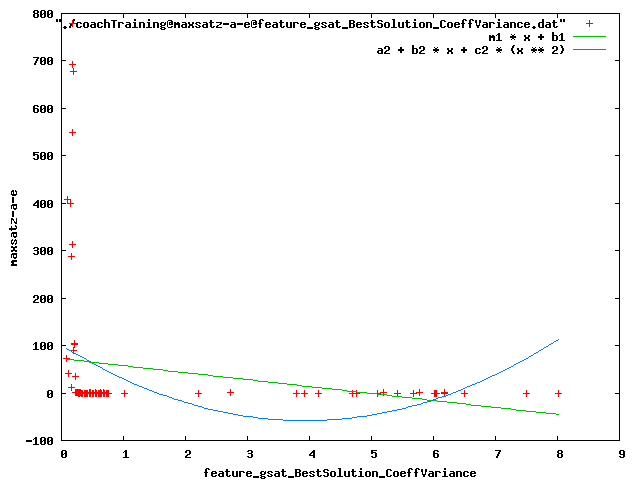 "./coachTraining@maxsatz-a-e@feature_gsat_BestSolution_CoeffVariance.dat"
m1 * x + b1
a2 + b2 * x + c2 * (x ** 2)
800
700
600
500
400
300
200
100
0
-100
maxsatz-a-e
0 1 2 3 4 5 6 7 8 9
feature_gsat_BestSolution_CoeffVariance